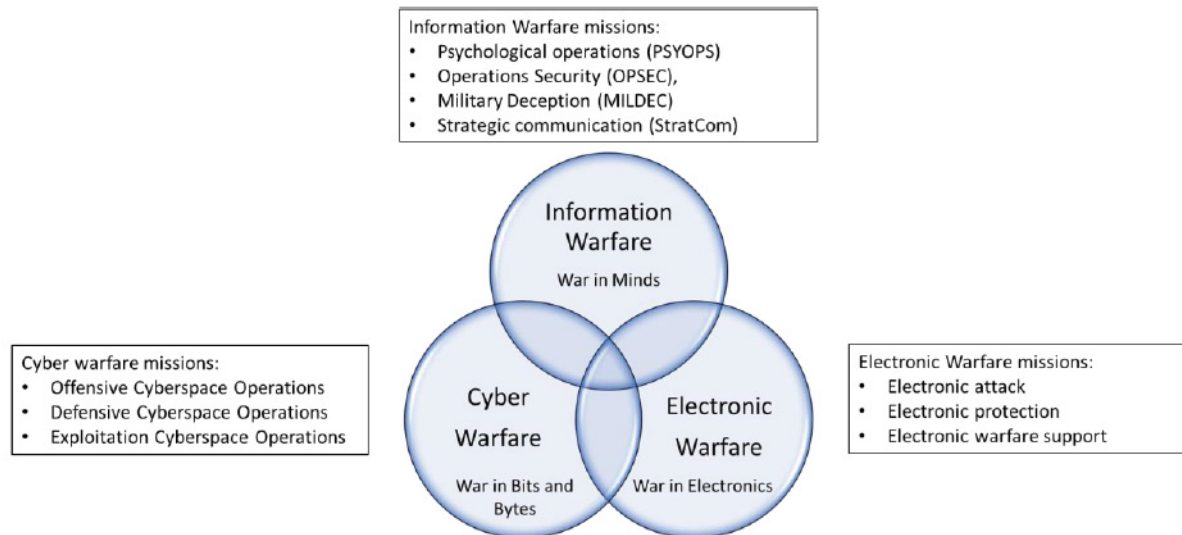 Information Warfare missions:
• Psychological operations (PSYOPS)
• Operations Security (OPSEC),
• Military Deception (MILDEC)
• Strategic communication (StratCom)
Information
Warfare
War in Minds
Cyber warfare missions:
• Offensive Cyberspace Operations
• Defensive Cyberspace Operations
• Exploitation Cyberspace Operations
Cyber
Warfare
War in Bits and
Bytes
Electronic
Warfare
War in Electronics
Electronic Warfare missions:
• Electronic attack
• Electronic protection
• Electronic warfare support